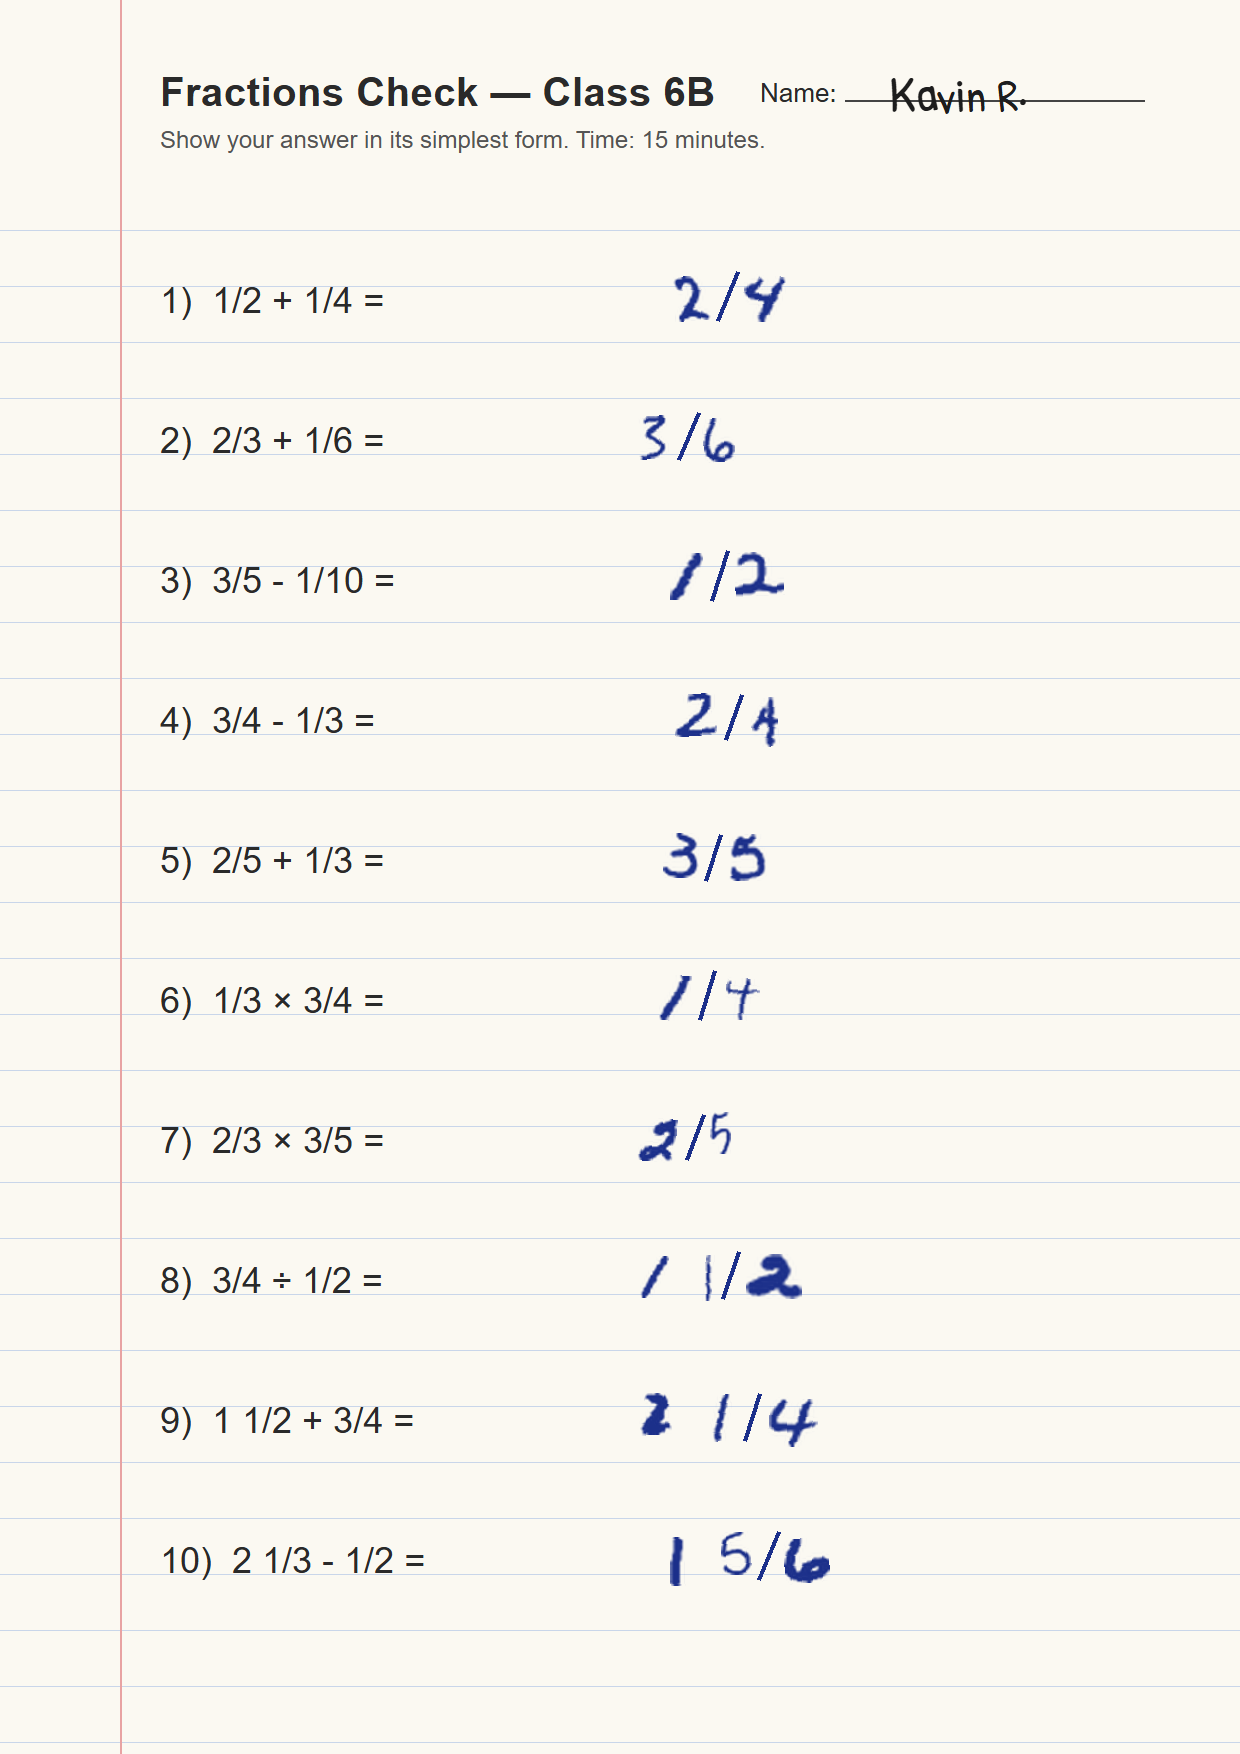 Fractions Check — Class 6B Name: Kavin R.
Show your answer in its simplest form. Time: 15 minutes.
1) 1/2 + 1/4 = 2/4
2) 2/3 + 1/6 = 3/6
3) 3/5 - 1/10 = 1/2
4) 3/4 - 1/3 = 2/4
5) 2/5 + 1/3 = 3/5
6) 1/3 × 3/4 = 1/4
7) 2/3 × 3/5 = 2/5
8) 3/4 ÷ 1/2 = 1 1/2
9) 1 1/2 + 3/4 = 2 1/4
10) 2 1/3 - 1/2 = 1 5/6